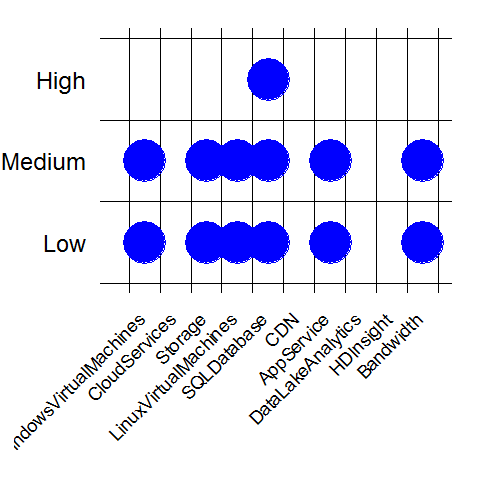 High
Medium
Low
ndowsVirtualMachines
CloudServices
Storage
LinuxVirtualMachines
SQLDatabase
CDN
AppService
DataLakeAnalytics
HDInsight
Bandwidth